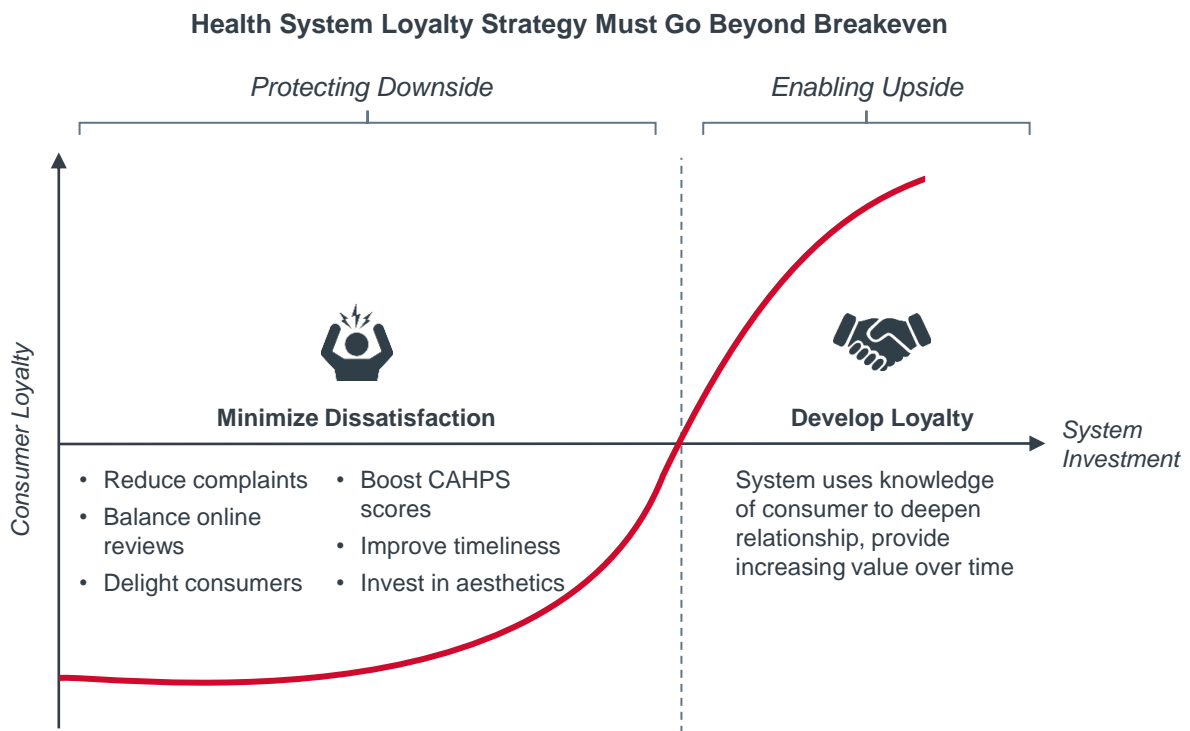 Health System Loyalty Strategy Must Go Beyond Breakeven
Protecting Downside
Enabling Upside
Consumer Loyalty
Minimize Dissatisfaction
Develop Loyalty
System
Investment
• Reduce complaints
• Balance online
reviews
• Delight consumers
• Boost CAHPS
scores
• Improve timeliness
• Invest in aesthetics
System uses knowledge
of consumer to deepen
relationship, provide
increasing value over time